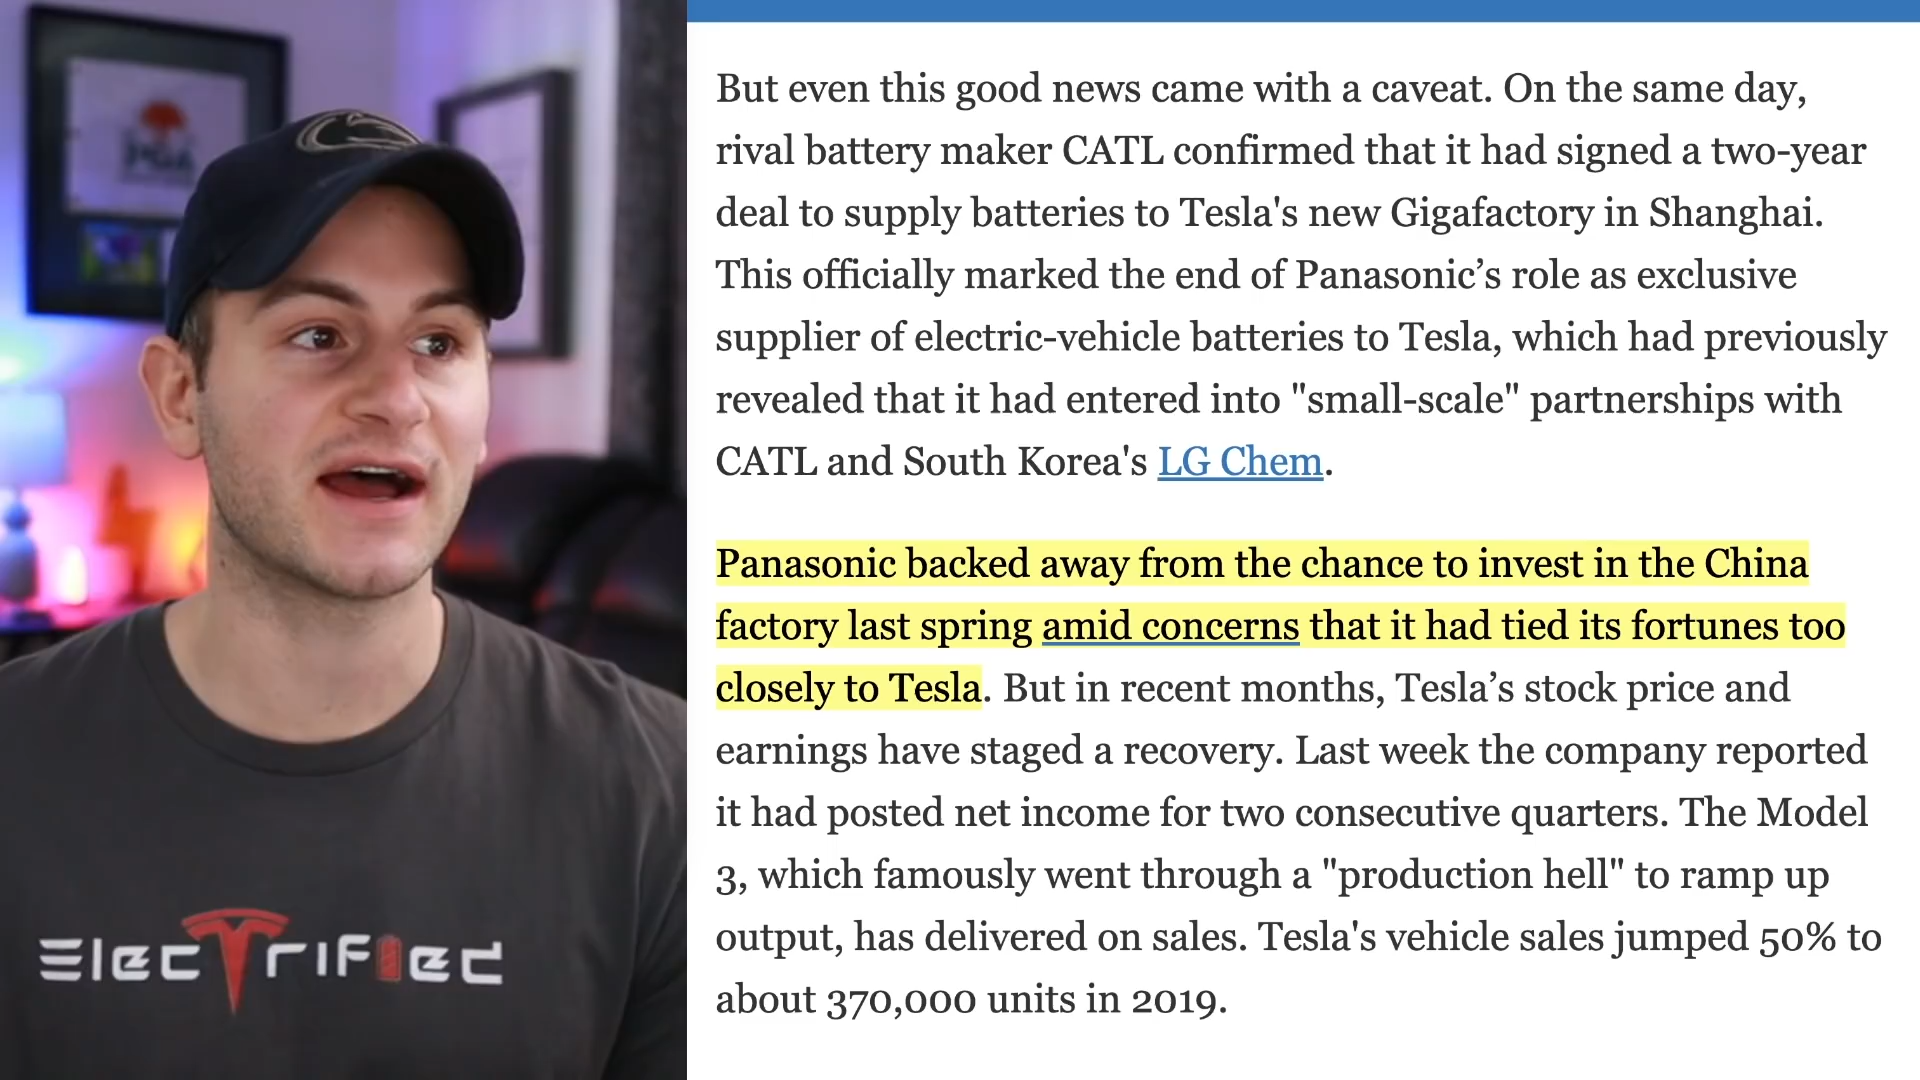 But even this good news came with a caveat. On the same day,
rival battery maker CATL confirmed that it had signed a two-year
deal to supply batteries to Tesla's new Gigafactory in Shanghai.
This officially marked the end of Panasonic’s role as exclusive
supplier of electric-vehicle batteries to Tesla, which had previously
revealed that it had entered into "small-scale" partnerships with
CATL and South Korea's LG Chem.
Panasonic backed away from the chance to invest in the China
factory last spring amid concerns that it had tied its fortunes too
closely to Tesla. But in recent months, Tesla’s stock price and
earnings have staged a recovery. Last week the company reported
it had posted net income for two consecutive quarters. The Model
3, which famously went through a "production hell" to ramp up
output, has delivered on sales. Tesla's vehicle sales jumped 50% to
about 370,000 units in 2019.
PGA
ElecTrified